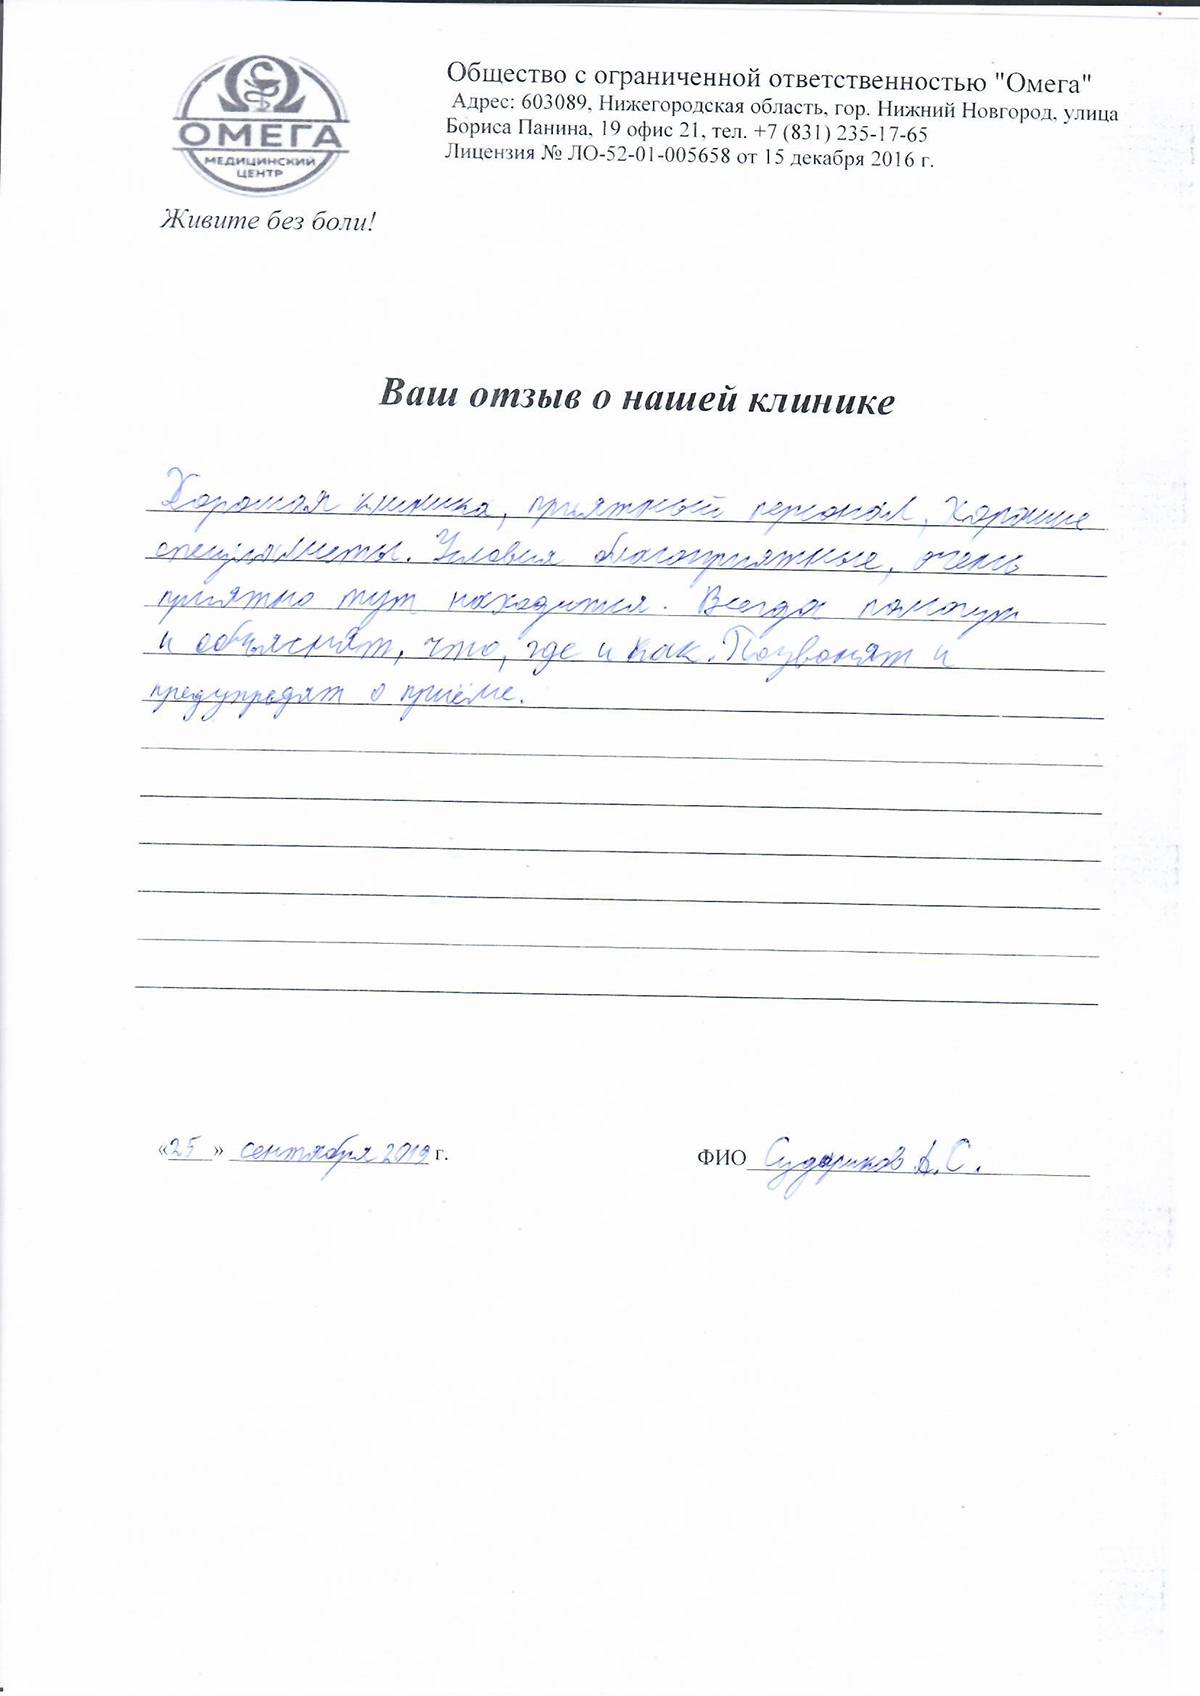 ОМЕГА
МЕДИЦИНСКИЙ
ЦЕНТР
Живите без боли!
Общество с ограниченной ответственностью "Омега"
Адрес: 603089, Нижегородская область, гор. Нижний Новгород, улица
Бориса Панина, 19 офис 21, тел. +7 (831) 235-17-65
Лицензия № ЛО-52-01-005658 от 15 декабря 2016 г.
Ваш отзыв о нашей клинике
Хорошая клиника, приятный персонал, Хорошие
специалисты. Условия благоприятные, очень
приятно тут находится. Всегда помогут
и объяснят, что, где и как. Позвонят и
предупредят о приёме.
«25» сентября 2019 г.
ФИО Судариков А.С.